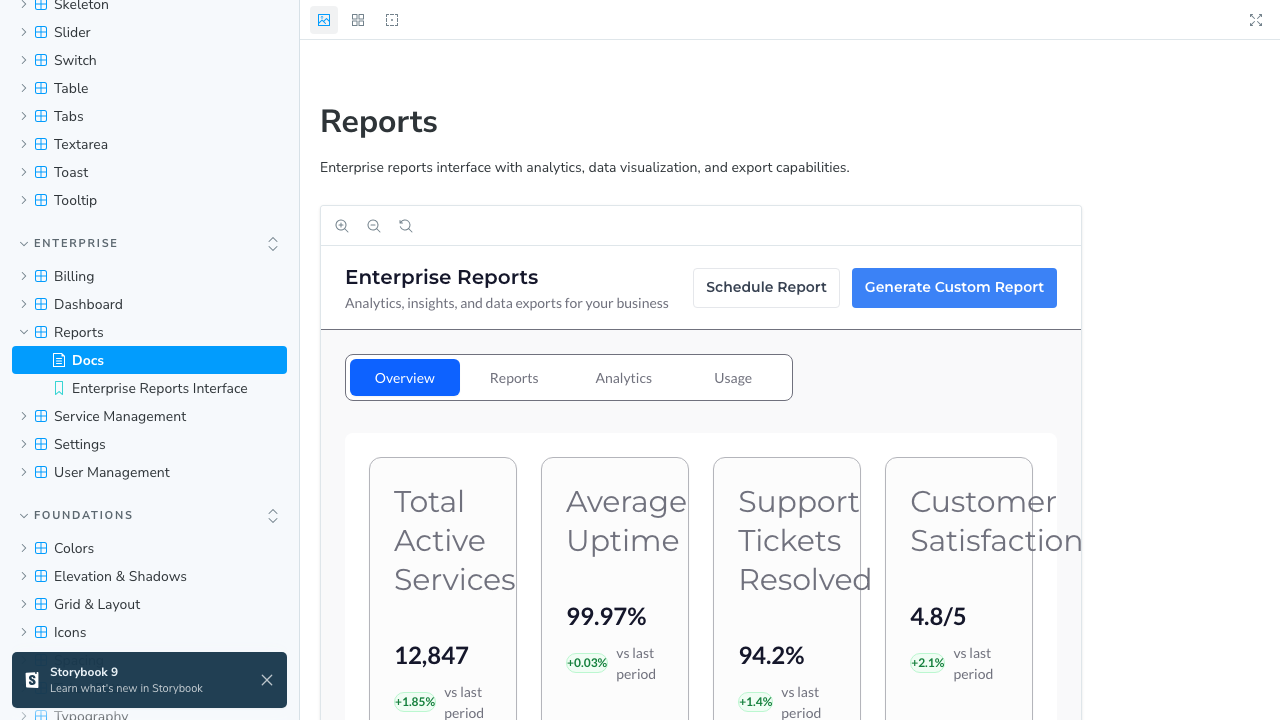 Skeleton
Slider
Switch
Table
Tabs
Textarea
Toast
Tooltip
ENTERPRISE
Billing
Dashboard
Reports
Docs
Enterprise Reports Interface
Service Management
Settings
User Management
FOUNDATIONS
Colors
Elevation & Shadows
Grid & Layout
Icons
Storybook 9
Learn what's new in Storybook
Typography
Reports
Enterprise reports interface with analytics, data visualization, and export capabilities.
Enterprise Reports
Analytics, insights, and data exports for your business
Schedule Report
Generate Custom Report
Overview
Reports
Analytics
Usage
Total
Active
Services
12,847
+1.85%
vs last
period
Average
Uptime
99.97%
+0.03%
vs last
period
Support
Tickets
Resolved
94.2%
+1.4%
vs last
period
Customer
Satisfaction
4.8/5
+2.1%
vs last
period